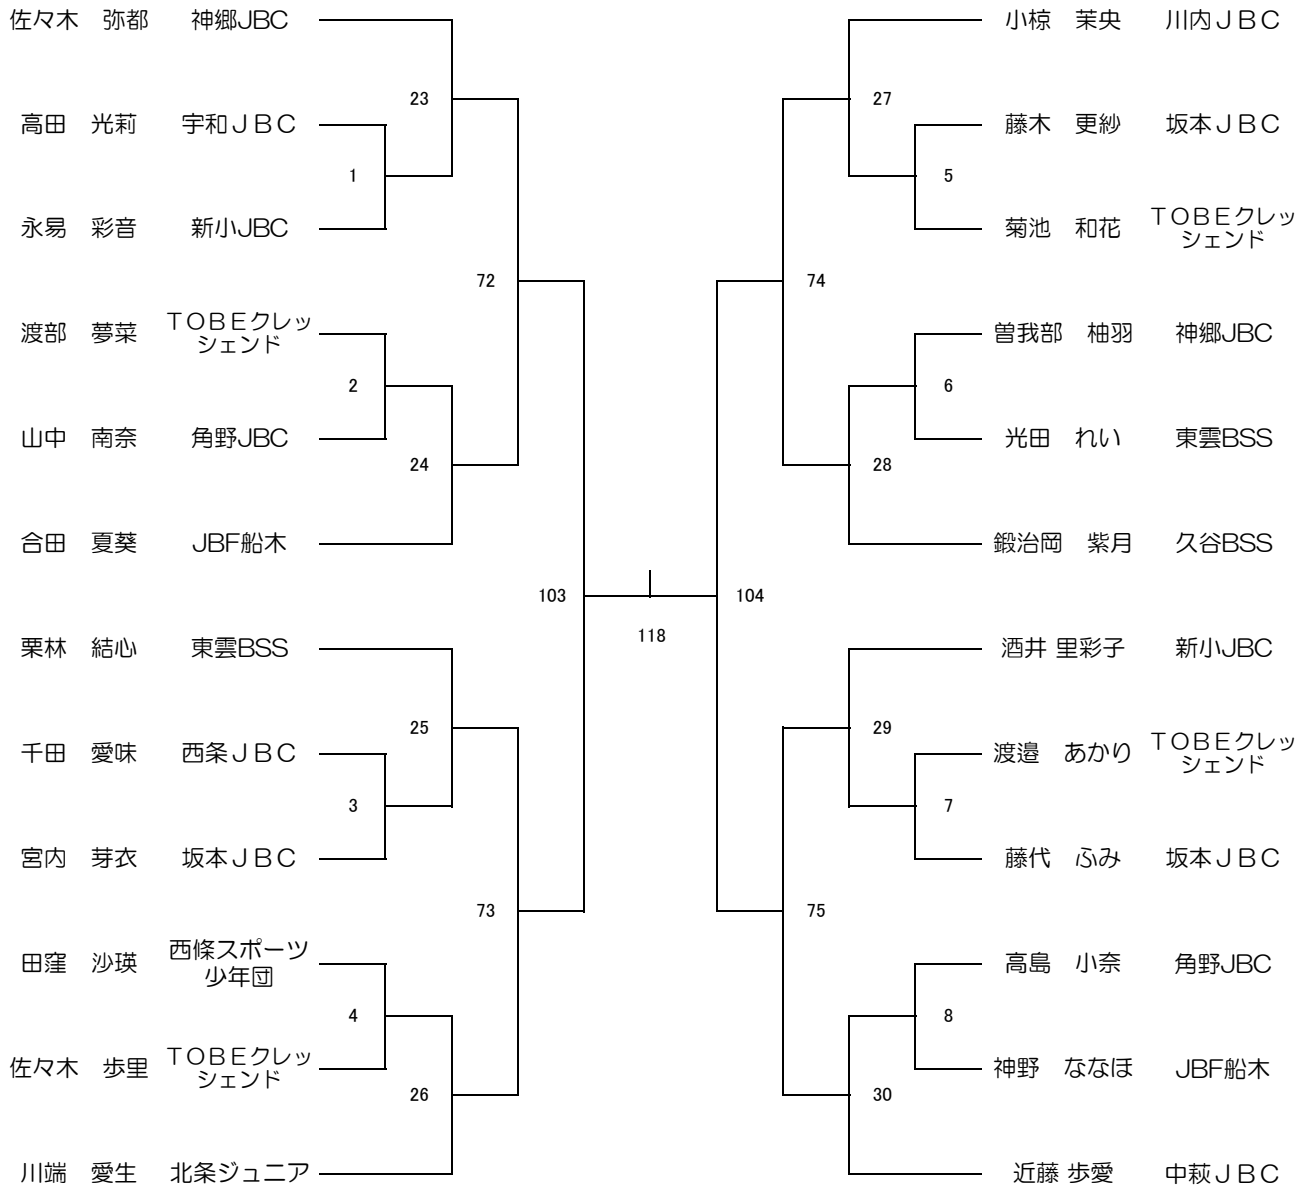 佐々木　弥都　神郷JBC
23
高田　光莉　宇和ＪＢＣ
1
永易　彩音　新小JBC
72
渡部　夢菜　ＴＯＢＥクレッ
シェンド
2
山中　南奈　角野JBC
24
合田　夏葵　JBF船木
103
栗林　結心　東雲BSS
25
千田　愛味　西条ＪＢＣ
3
宮内　芽衣　坂本ＪＢＣ
73
田窪　沙瑛　西條スポーツ
少年団
4
佐々木　歩里　ＴＯＢＥクレッ
シェンド
26
川端　愛生　北条ジュニア
118
小椋　茉央　川内ＪＢＣ
27
藤木　更紗　坂本ＪＢＣ
5
菊池　和花　ＴＯＢＥクレッ
シェンド
74
曽我部　柚羽　神郷JBC
6
光田　れい　東雲BSS
28
鍛治岡　紫月　久谷BSS
104
酒井 里彩子　新小JBC
29
渡邉　あかり　ＴＯＢＥクレッ
シェンド
7
藤代　ふみ　坂本ＪＢＣ
75
高島　小奈　角野JBC
8
神野　ななほ　JBF船木
30
近藤 歩愛　中萩ＪＢＣ